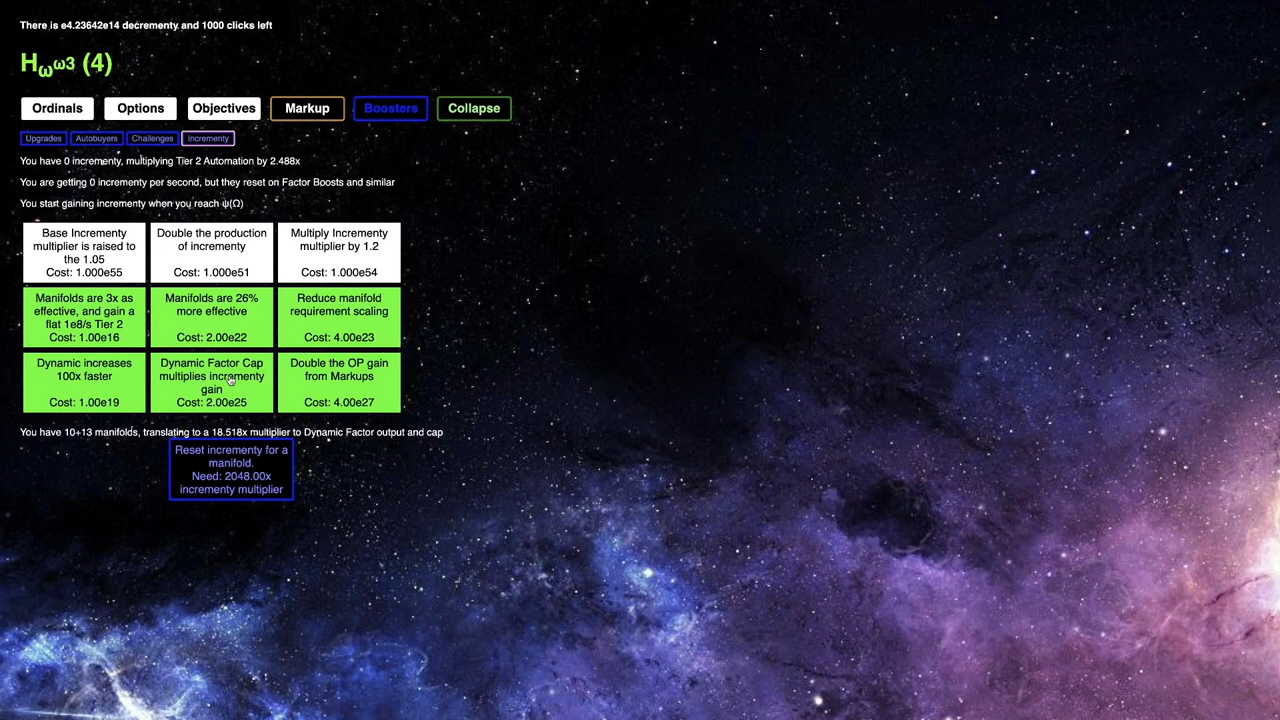 There is e4.23642e14 decrementy and 1000 clicks left
Hωω3 (4)
Ordinals Options Objectives Markup Boosters Collapse
Upgrades Autobuyers Challenges Incrementy
You have 0 incrementy, multiplying Tier 2 Automation by 2.488x
You are getting 0 incrementy per second, but they reset on Factor Boosts and similar
You start gaining incrementy when you reach ψ(Ω)
Base Incrementy
multiplier is raised to
the 1.05
Cost: 1.000e55
Double the production
of incrementy
Cost: 1.000e51
Multiply Incrementy
multiplier by 1.2
Cost: 1.000e54
Manifolds are 3x as
effective, and gain a
flat 1e8/s Tier 2
Cost: 1.00e16
Manifolds are 26%
more effective
Cost: 2.00e22
Reduce manifold
requirement scaling
Cost: 4.00e23
Dynamic increases
100x faster
Cost: 1.00e19
Dynamic Factor Cap
multiplies incrementy
gain
Cost: 2.00e25
Double the OP gain
from Markups
Cost: 4.00e27
You have 10+13 manifolds, translating to a 18.518x multiplier to Dynamic Factor output and cap
Reset incrementy for a
manifold.
Need: 2048.00x
incrementy multiplier